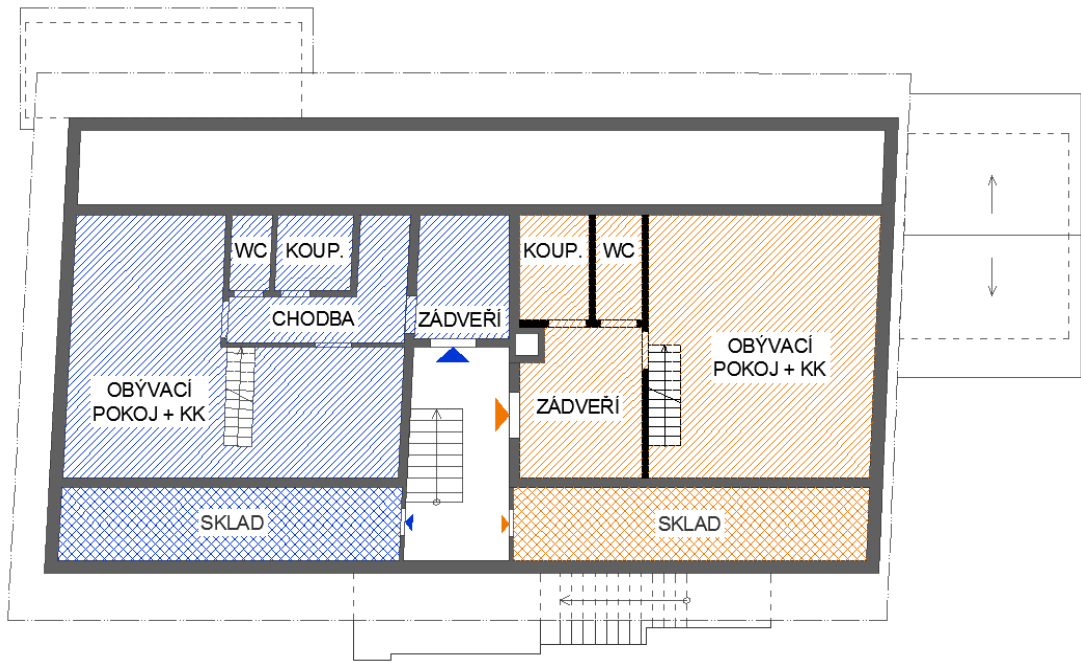 WC
KOUP.
KOUP.
WC
CHODBA
ZÁDVEŘÍ
OBÝVACÍ
POKOJ + KK
OBÝVACÍ
POKOJ + KK
ZÁDVEŘÍ
SKLAD
SKLAD